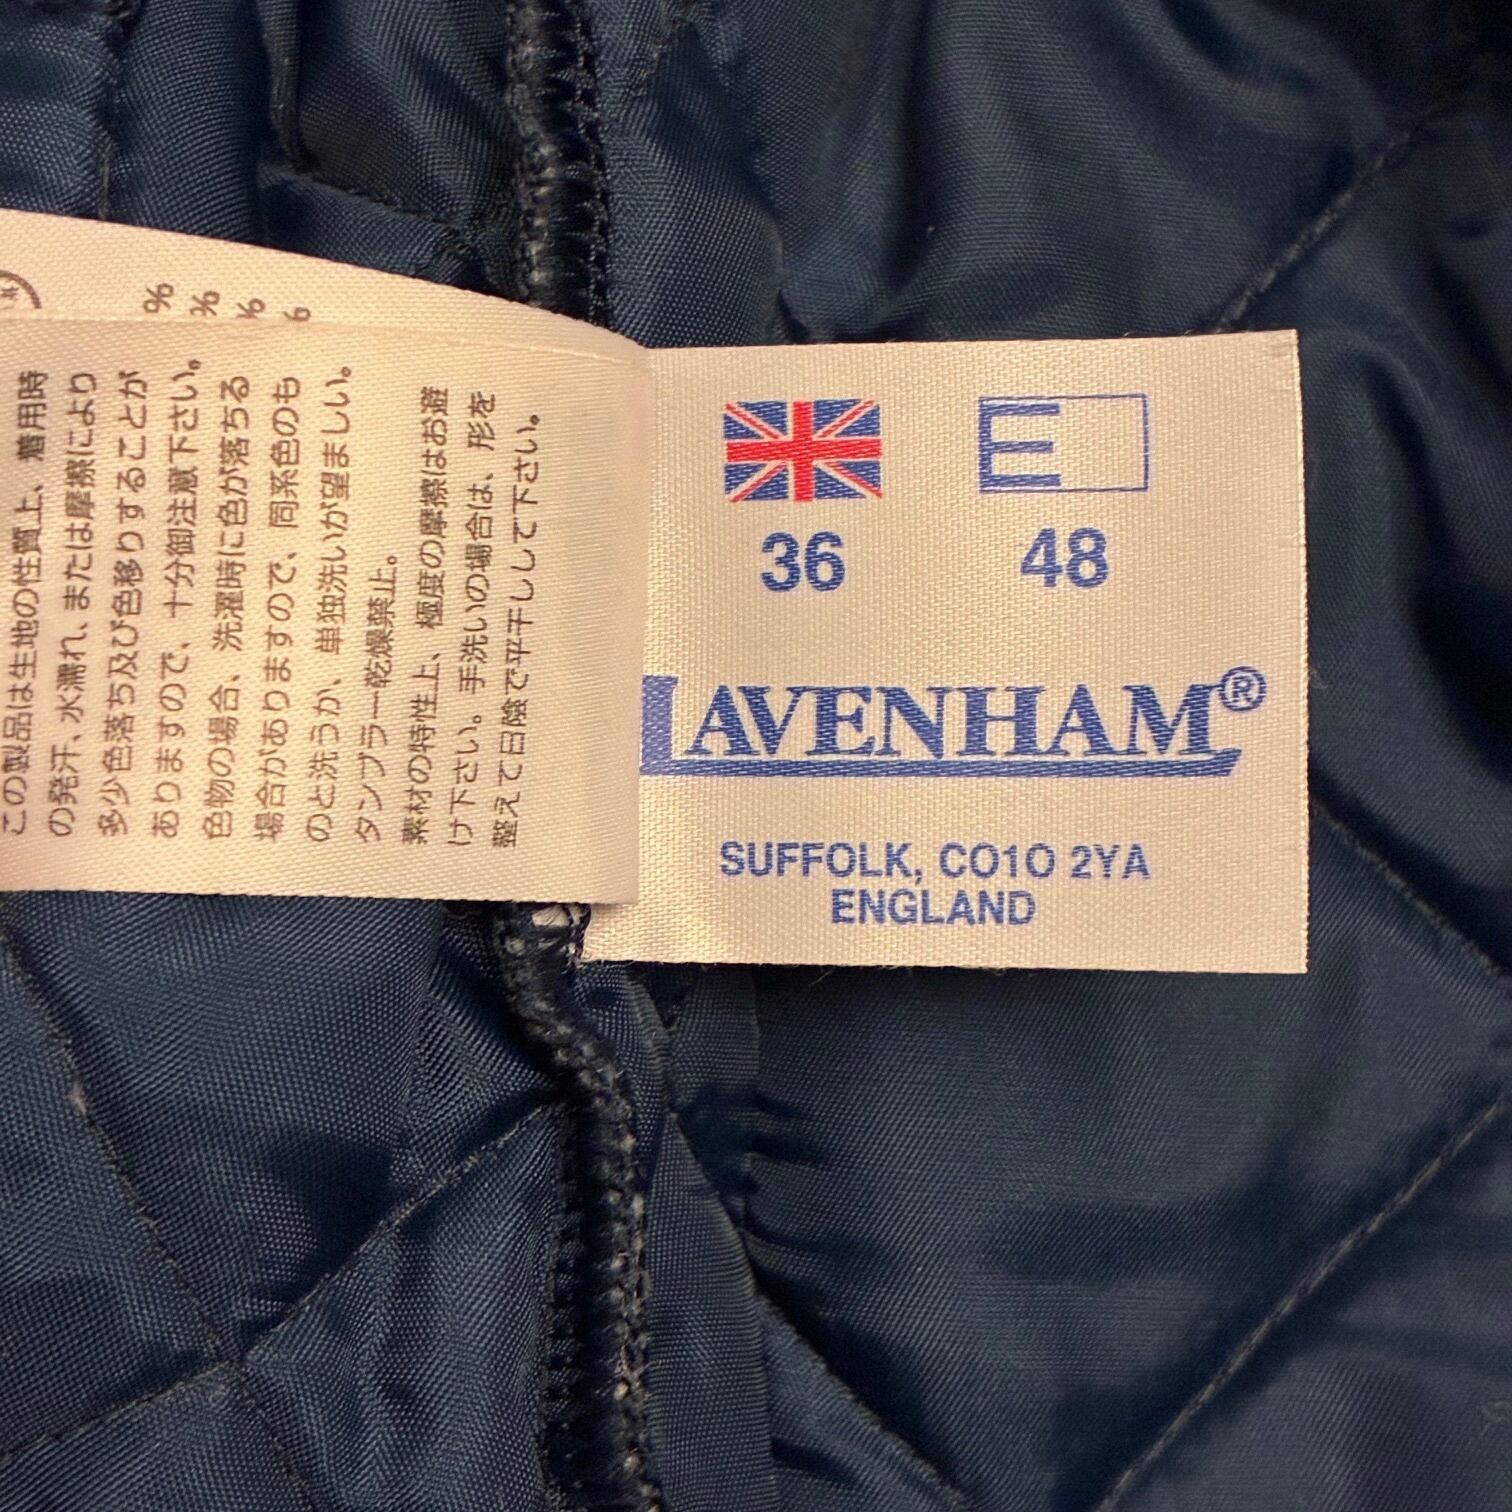 この製品は生地の性質上、着用時
の発汗、水濡れ、または摩擦により
多少色落ち及び色移りすることが
ありますので、十分御注意下さい。
色物の場合、洗濯時に色が落ちる
場合がありますので、同系色のも
のと洗うか、単独洗いが望ましい。
タンブラー乾燥禁止。
素材の特性上、極度の摩擦はお避
け下さい。手洗いの場合は、形を
整えて日陰で平干しして下さい。
%
%
%
%
E
36 48
LAVENHAM®
SUFFOLK, CO10 2YA
ENGLAND